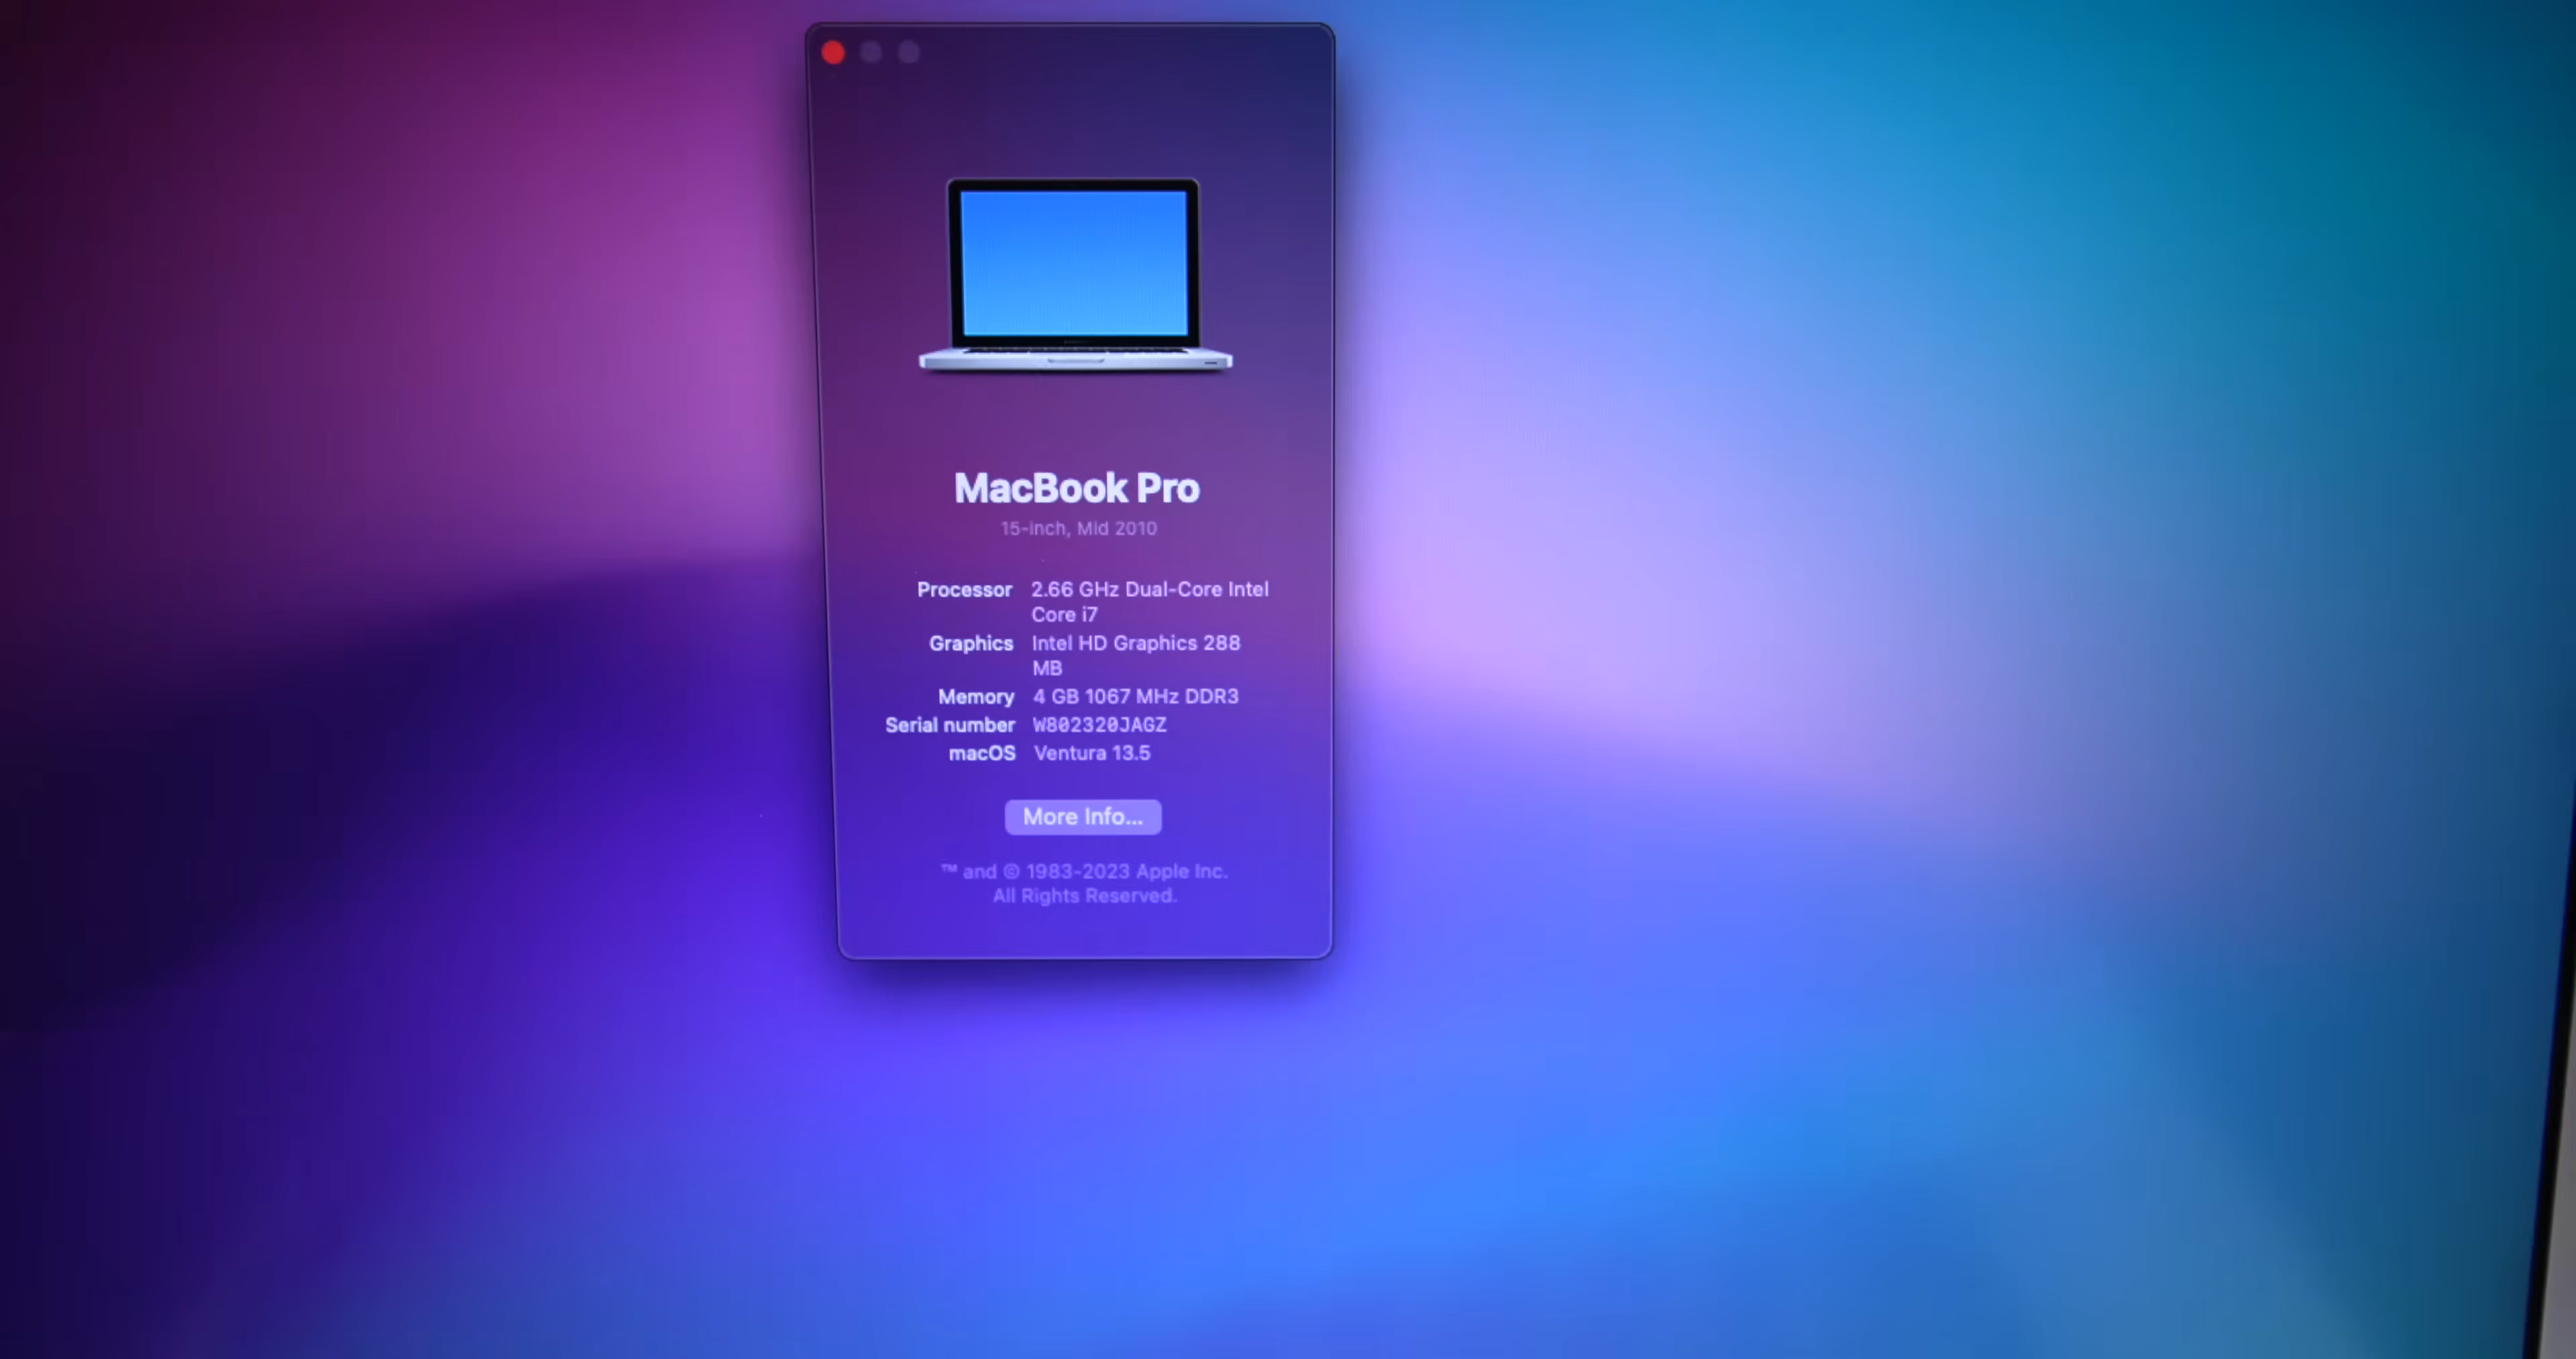 MacBook Pro
15-inch, Mid 2010
Processor 2.66 GHz Dual-Core Intel
Core i7
Graphics Intel HD Graphics 288
MB
Memory 4 GB 1067 MHz DDR3
Serial number W802320JAGZ
macOS Ventura 13.5
More Info...
™ and © 1983-2023 Apple Inc.
All Rights Reserved.